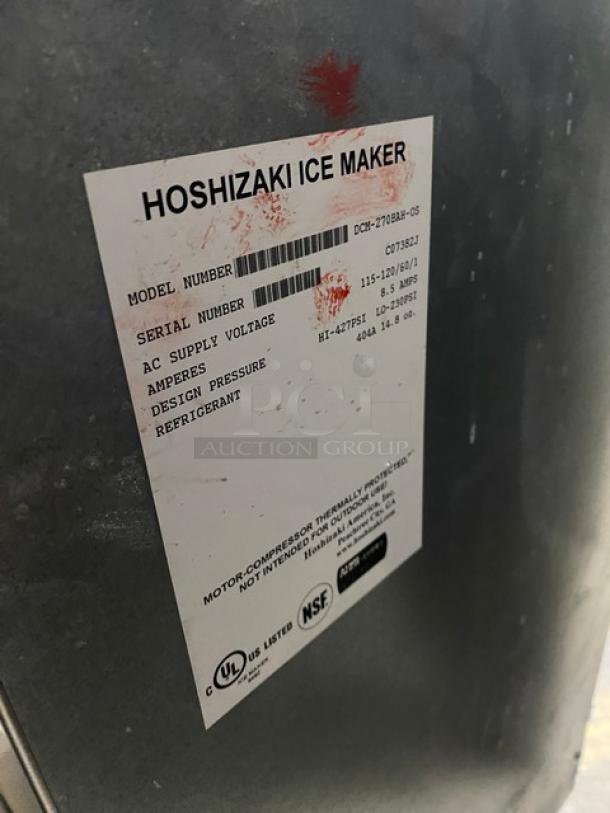 HOSHIZAKI ICE MAKER
MODEL NUMBER DCM-270BAH-OS
SERIAL NUMBER C07382J
AC SUPPLY VOLTAGE 115-120/60/1
AMPERES 8.5 AMPS
DESIGN PRESSURE HI-427PSI LO-230PSI
REFRIGERANT 404A 14.8 oz.
PCI
AUCTION GROUP
MOTOR-COMPRESSOR THERMALLY PROTECTED.
NOT INTENDED FOR OUTDOOR USE!
Hoshizaki America, Inc.
Peachtree City, GA
www.hoshizaki.com
NSF.
C UL US LISTED
ICE MAKER